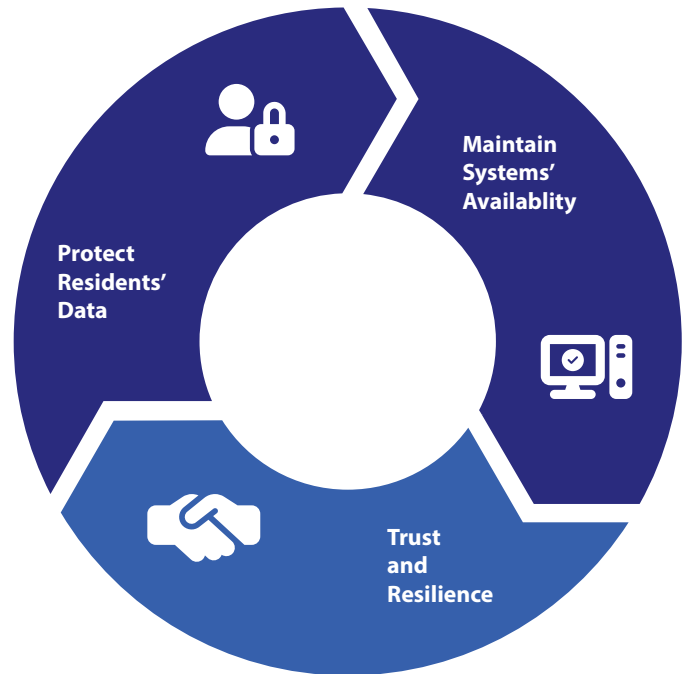 Maintain
Systems’
Availablity
Protect
Residents’
Data
Trust
and
Resilience